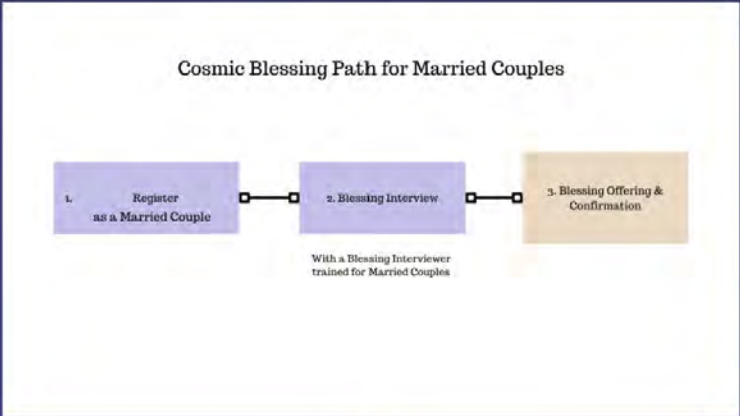 Cosmic Blessing Path for Married Couples
1. Register
as a Married Couple
2. Blessing Interview
3. Blessing Offering &
Confirmation
With a Blessing Interviewer
trained for Married Couples